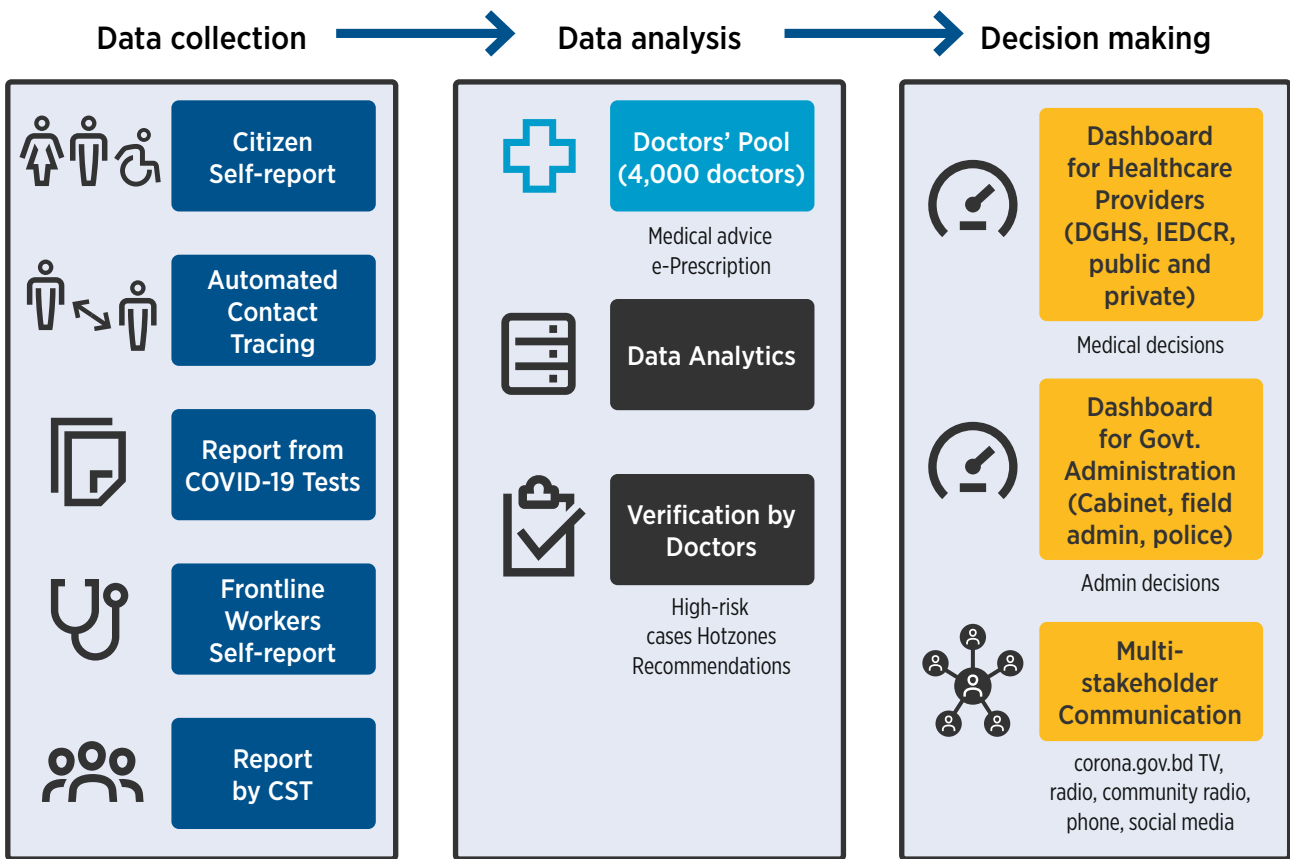 Data collection
Data analysis
Decision making
Citizen
Self-report
Automated
Contact
Tracing
Report from
COVID-19 Tests
Frontline
Workers
Self-report
Report
by CST
Doctors’ Pool
(4,000 doctors)
Medical advice
e-Prescription
Data Analytics
Verification by
Doctors
High-risk
cases Hotzones
Recommendations
Dashboard
for Healthcare
Providers
(DGHS, IEDCR,
public and
private)
Medical decisions
Dashboard
for Govt.
Administration
(Cabinet, field
admin, police)
Admin decisions
Multi-
stakeholder
Communication
corona.gov.bd TV,
radio, community radio,
phone, social media